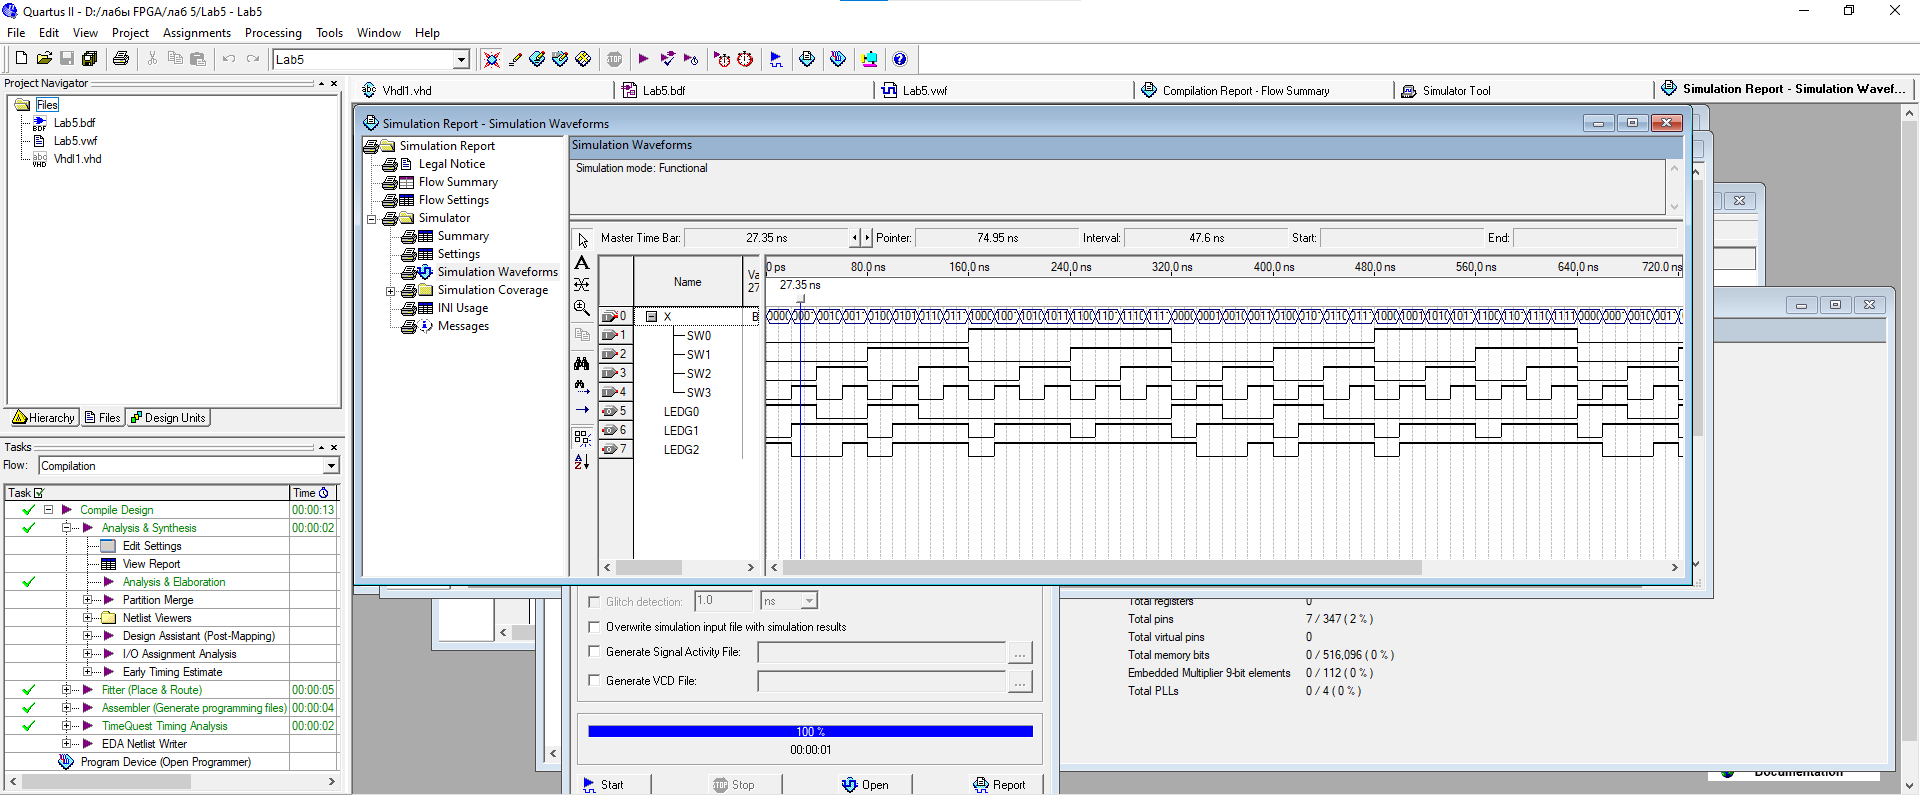 Quartus II - D:/лабы FPGA/лаб 5/Lab5 - Lab5
File Edit View Project Assignments Processing Tools Window Help
Lab5
Project Navigator
Files
Lab5.bdf
Lab5.vwf
Vhdl1.vhd
Hierarchy Files Design Units
Tasks
Flow: Compilation
Task Time
Compile Design 00:00:13
Analysis & Synthesis 00:00:02
Edit Settings
View Report
Analysis & Elaboration
Partition Merge
Netlist Viewers
Design Assistant (Post-Mapping)
I/O Assignment Analysis
Early Timing Estimate
Fitter (Place & Route) 00:00:05
Assembler (Generate programming files) 00:00:04
TimeQuest Timing Analysis 00:00:02
EDA Netlist Writer
Program Device (Open Programmer)
Vhdl1.vhd Lab5.bdf Lab5.vwf Compilation Report - Flow Summary Simulator Tool Simulation Report - Simulation Wavef...
Simulation Report - Simulation Waveforms
Simulation Report
Legal Notice
Flow Summary
Flow Settings
Simulator
Summary
Settings
Simulation Waveforms
Simulation Coverage
INI Usage
Messages
Simulation Waveforms
Simulation mode: Functional
Master Time Bar: 27.35 ns Pointer: 74.95 ns Interval: 47.6 ns Start: End:
Name
0 ps 80.0 ns 160.0 ns 240.0 ns 320.0 ns 400.0 ns 480.0 ns 560.0 ns 640.0 ns 720.0 ns
27.35 ns
0 X B
1 SW0
2 SW1
3 SW2
4 SW3
5 LEDG0
6 LEDG1
7 LEDG2
Glitch detection: 1.0 ns
Overwrite simulation input file with simulation results
Generate Signal Activity File: ...
Generate VCD File: ...
100 %
00:00:01
Start Stop Open Report
Total registers 0
Total pins 7 / 347 ( 2 % )
Total virtual pins 0
Total memory bits 0 / 516,096 ( 0 % )
Embedded Multiplier 9-bit elements 0 / 112 ( 0 % )
Total PLLs 0 / 4 ( 0 % )
Documentation